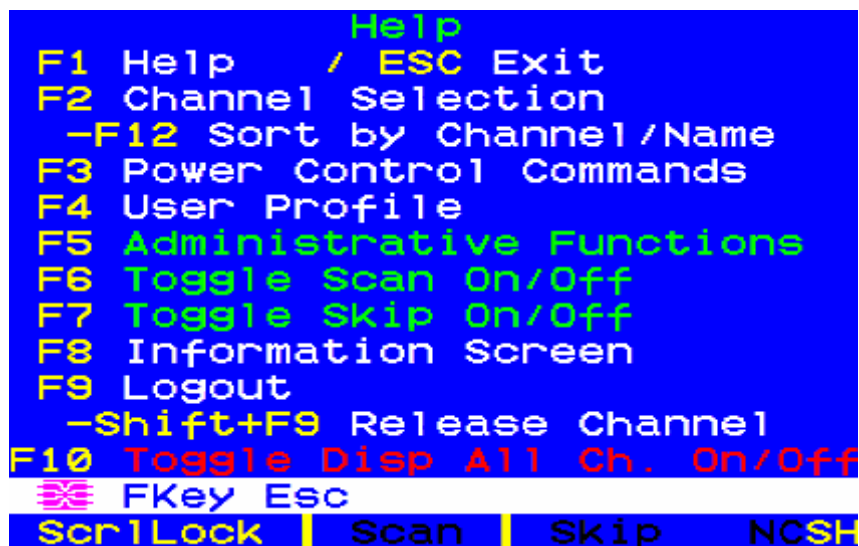 Help
F1 Help / ESC Exit
F2 Channel Selection
-F12 Sort by Channel/Name
F3 Power Control Commands
F4 User Profile
F5 Administrative Functions
F6 Toggle Scan On/Off
F7 Toggle Skip On/Off
F8 Information Screen
F9 Logout
-Shift+F9 Release Channel
F10 Toggle Disp All Ch. On/Off
FKey Esc
ScrlLock Scan Skip NCSH